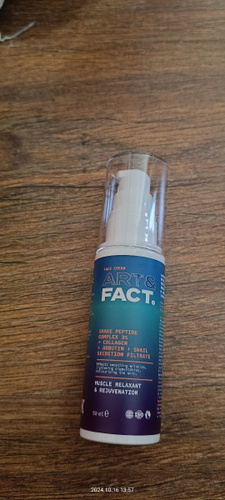 FACE CREAM
ART&
FACT.
SNAKE PEPTIDE
COMPLEX 3%
+ COLLAGEN
+ ARBUTIN + SNAIL
SECRETION FILTRATE
MUSCLE RELAXANT
& REJUVENATION
50 ml e
2024.10.16 13:57